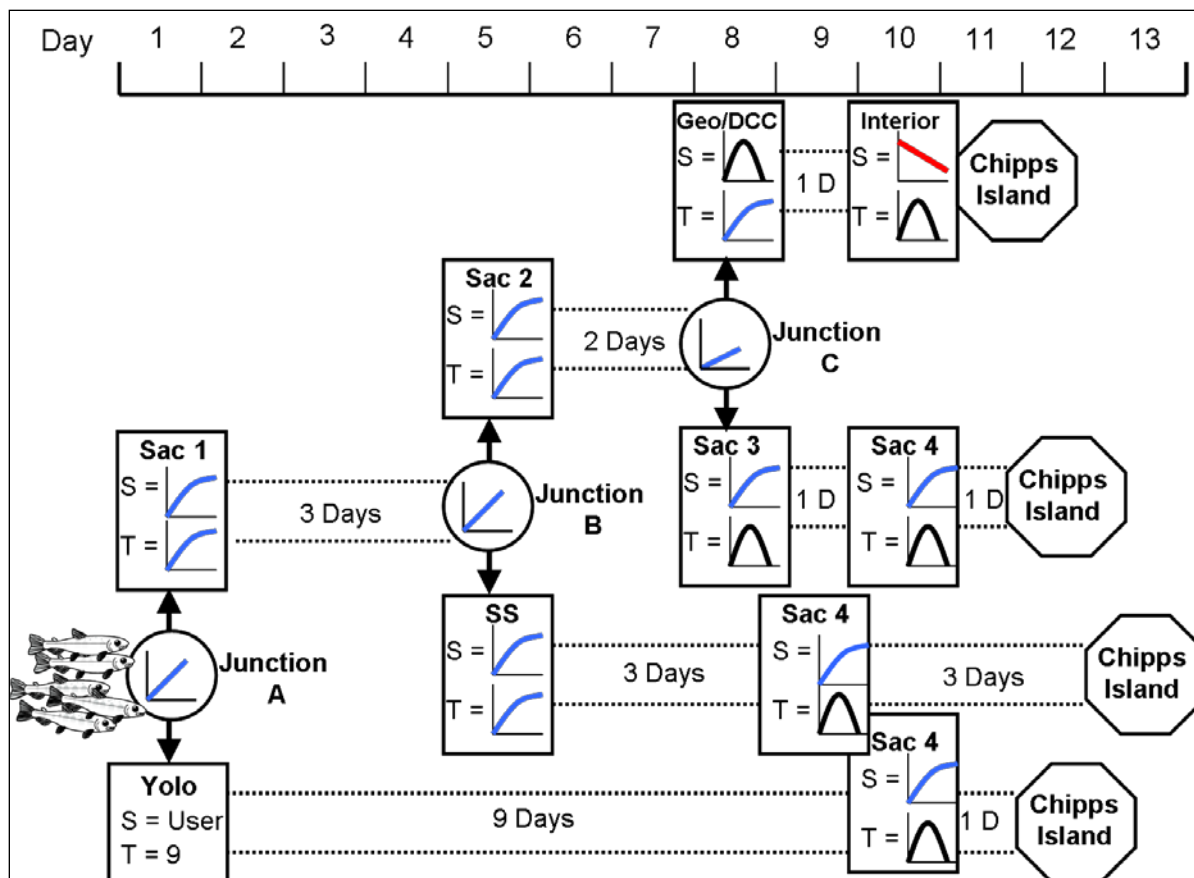 Day 1 2 3 4 5 6 7 8 9 10 11 12 13
Geo/DCC
S =
T =
1 D
Interior
S =
T =
Chipps
Island
Sac 2
S =
T =
2 Days
Junction
C
Sac 1
S =
T =
3 Days
Junction
B
Sac 3
S =
T =
1 D
Sac 4
S =
T =
1 D
Chipps
Island
Junction
A
SS
S =
T =
3 Days
Sac 4
S =
T =
3 Days
Chipps
Island
Yolo
S = User
T = 9
9 Days
Sac 4
S =
T =
1 D
Chipps
Island